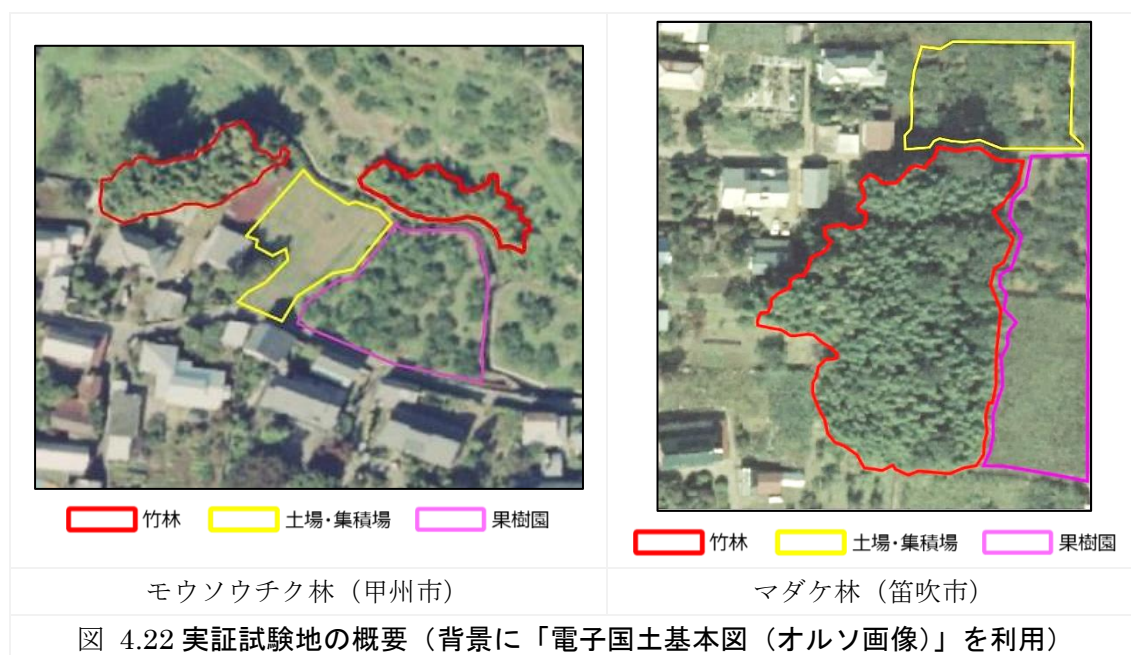 竹林 土場・集積場 果樹園
竹林 土場・集積場 果樹園
モウソウチク林（甲州市）
マダケ林（笛吹市）
図 4.22 実証試験地の概要（背景に「電子国土基本図（オルソ画像）」を利用）